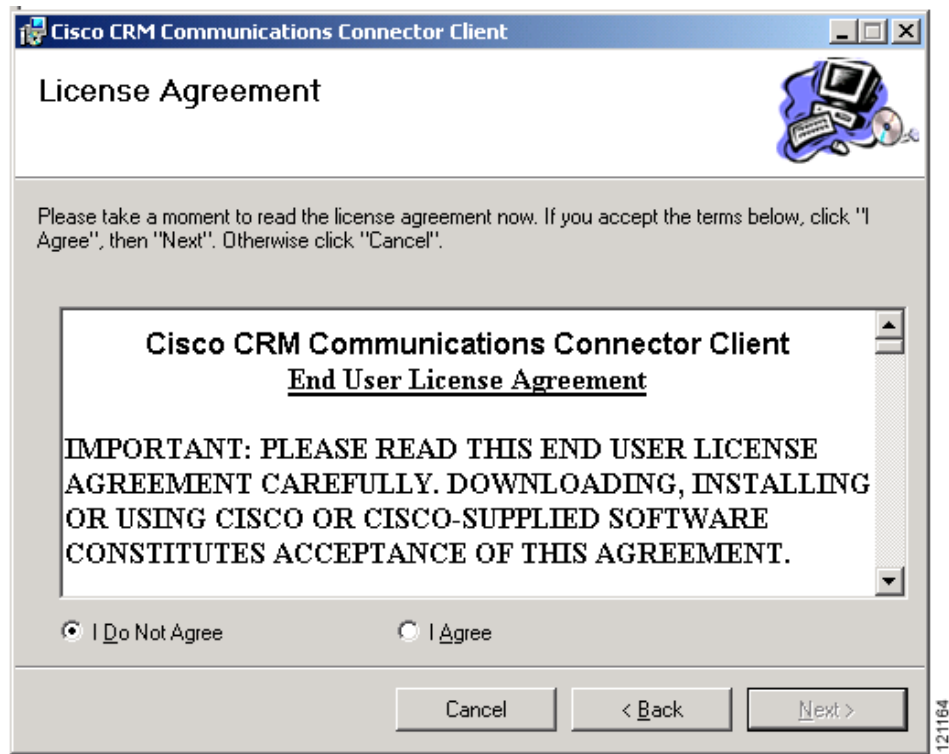 Cisco CRM Communications Connector Client
License Agreement
Please take a moment to read the license agreement now. If you accept the terms below, click "I
Agree", then "Next". Otherwise click "Cancel".
Cisco CRM Communications Connector Client
End User License Agreement
IMPORTANT: PLEASE READ THIS END USER LICENSE
AGREEMENT CAREFULLY. DOWNLOADING, INSTALLING
OR USING CISCO OR CISCO-SUPPLIED SOFTWARE
CONSTITUTES ACCEPTANCE OF THIS AGREEMENT.
I Do Not Agree
I Agree
Cancel
< Back
Next >
121164